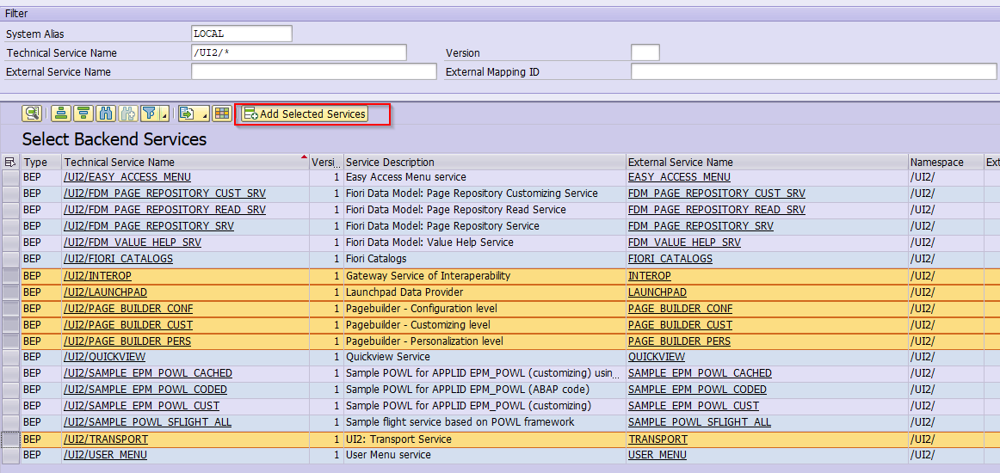 Filter
System Alias LOCAL
Technical Service Name /UI2/* Version
External Service Name External Mapping ID
Add Selected Services
Select Backend Services
Type Technical Service Name Versi.. Service Description External Service Name Namespace Ext
BEP /UI2/EASY_ACCESS_MENU 1 Easy Access Menu service EASY_ACCESS_MENU /UI2/
BEP /UI2/FDM_PAGE_REPOSITORY_CUST_SRV 1 Fiori Data Model: Page Repository Customizing Service FDM_PAGE_REPOSITORY_CUST_SRV /UI2/
BEP /UI2/FDM_PAGE_REPOSITORY_READ_SRV 1 Fiori Data Model: Page Repository Read Service FDM_PAGE_REPOSITORY_READ_SRV /UI2/
BEP /UI2/FDM_PAGE_REPOSITORY_SRV 1 Fiori Data Model: Page Repository Service FDM_PAGE_REPOSITORY_SRV /UI2/
BEP /UI2/FDM_VALUE_HELP_SRV 1 Fiori Data Model: Value Help Service FDM_VALUE_HELP_SRV /UI2/
BEP /UI2/FIORI_CATALOGS 1 Fiori Catalogs FIORI_CATALOGS /UI2/
BEP /UI2/INTEROP 1 Gateway Service of Interaperability INTEROP /UI2/
BEP /UI2/LAUNCHPAD 1 Launchpad Data Provider LAUNCHPAD /UI2/
BEP /UI2/PAGE_BUILDER_CONF 1 Pagebuilder - Configuration level PAGE_BUILDER_CONF /UI2/
BEP /UI2/PAGE_BUILDER_CUST 1 Pagebuilder - Customizing level PAGE_BUILDER_CUST /UI2/
BEP /UI2/PAGE_BUILDER_PERS 1 Pagebuilder - Personalization level PAGE_BUILDER_PERS /UI2/
BEP /UI2/QUICKVIEW 1 Quickview Service QUICKVIEW /UI2/
BEP /UI2/SAMPLE_EPM_POWL_CACHED 1 Sample POWL for APPLID EPM_POWL (customizing) usin... SAMPLE_EPM_POWL_CACHED /UI2/
BEP /UI2/SAMPLE_EPM_POWL_CODED 1 Sample POWL for APPLID EPM_POWL (ABAP code) SAMPLE_EPM_POWL_CODED /UI2/
BEP /UI2/SAMPLE_EPM_POWL_CUST 1 Sample POWL for APPLID EPM_POWL (customizing) SAMPLE_EPM_POWL_CUST /UI2/
BEP /UI2/SAMPLE_POWL_SFLIGHT_ALL 1 Sample flight service based on POWL framework SAMPLE_POWL_SFLIGHT_ALL /UI2/
BEP /UI2/TRANSPORT 1 UI2: Transport Service TRANSPORT /UI2/
BEP /UI2/USER_MENU 1 User Menu service USER_MENU /UI2/